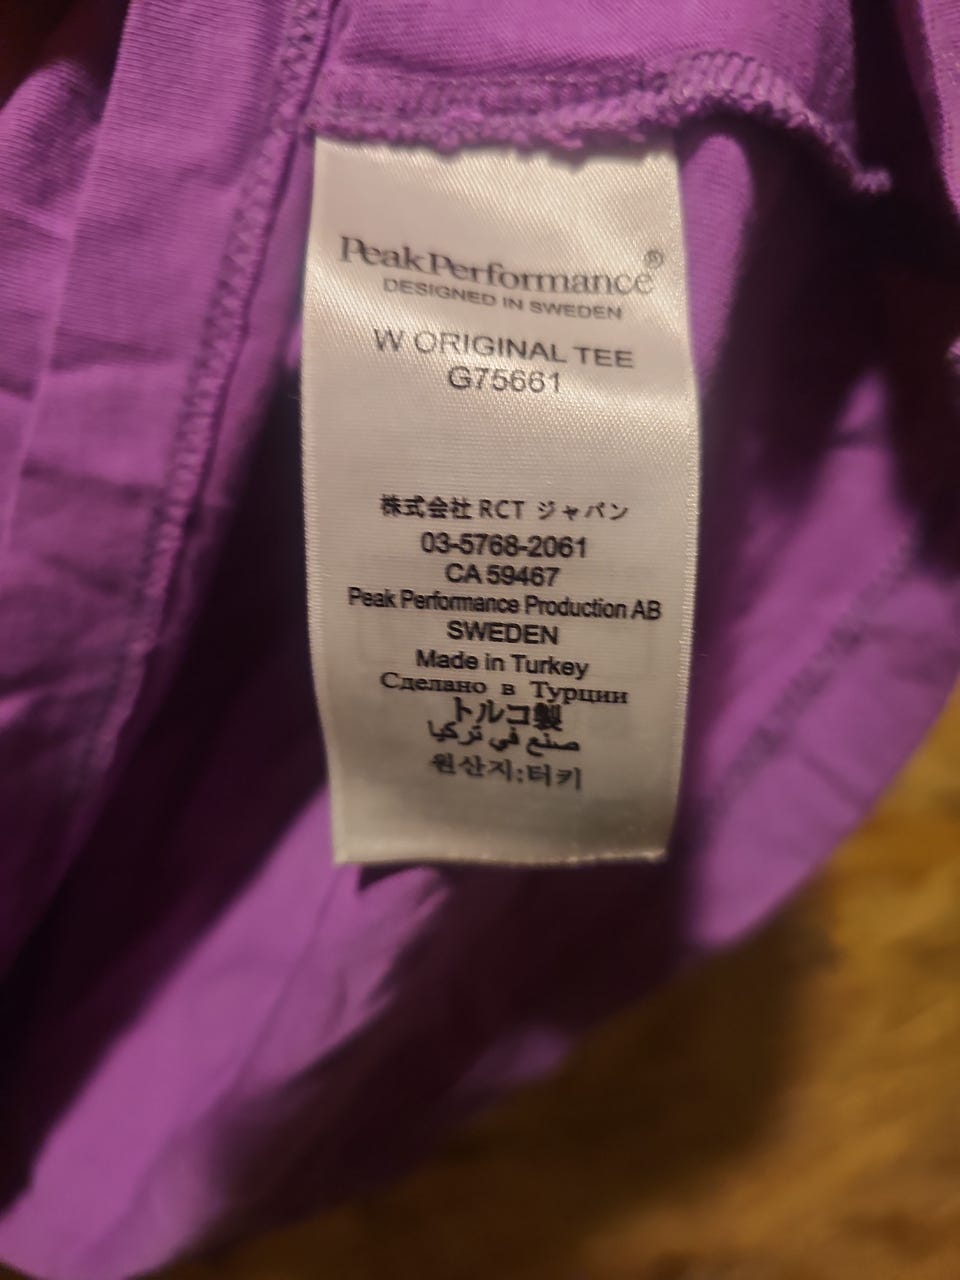 Peak Performance®
DESIGNED IN SWEDEN
W ORIGINAL TEE
G75661
株式会社 RCT ジャパン
03-5768-2061
CA 59467
Peak Performance Production AB
SWEDEN
Made in Turkey
Сделано в Турции
トルコ製
صنع في تركيا
원산지:터키